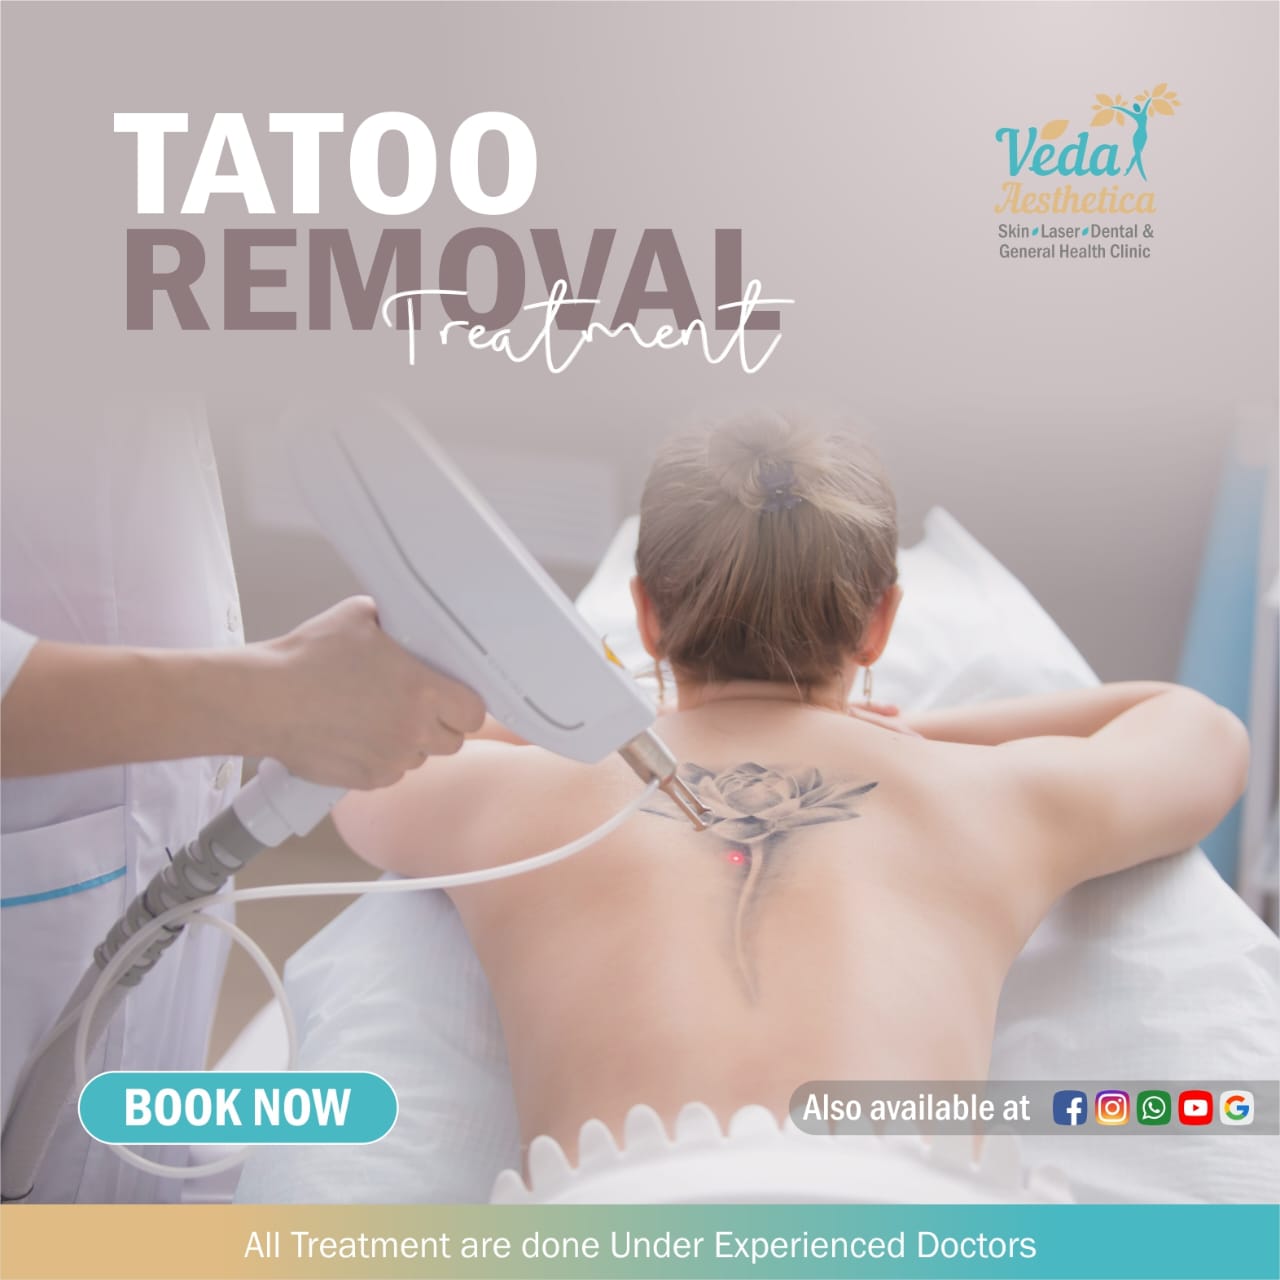 TATOO
REMOVAL
Treatment
Veda
Aesthetica
Skin Laser Dental &
General Health Clinic
BOOK NOW
Also available at
All Treatment are done Under Experienced Doctors